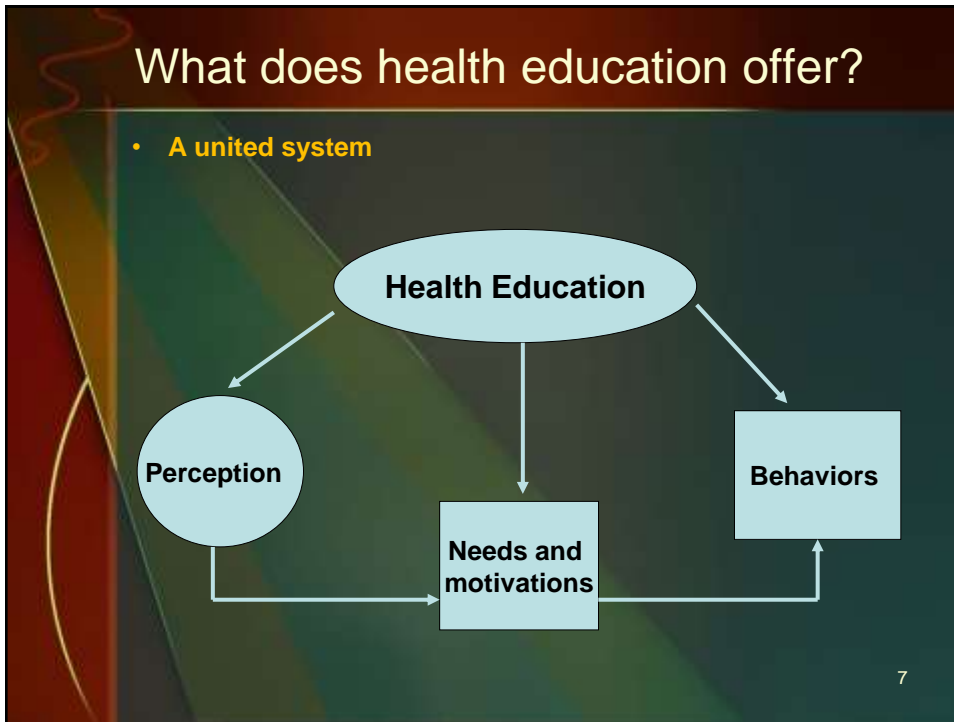 What does health education offer?
• A united system
Health Education
Perception
Behaviors
Needs and
motivations
7